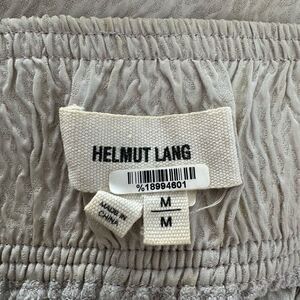 HELMUT LANG
%18994601
MADE IN
CHINA
M
M